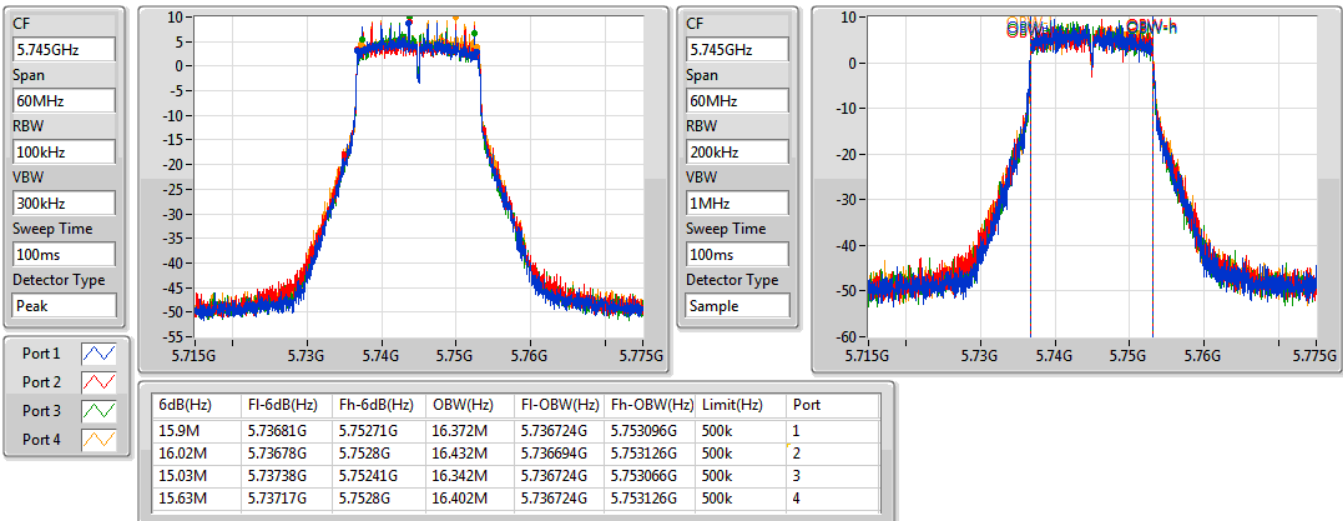 CF
5.745GHz
Span
60MHz
RBW
100kHz
VBW
300kHz
Sweep Time
100ms
Detector Type
Peak
10
5
0
-5
-10
-15
-20
-25
-30
-35
-40
-45
-50
-55
5.715G 5.73G 5.74G 5.75G 5.76G 5.775G
CF
5.745GHz
Span
60MHz
RBW
200kHz
VBW
1MHz
Sweep Time
100ms
Detector Type
Sample
10
0
-10
-20
-30
-40
-50
-60
OBW-h
5.715G 5.73G 5.74G 5.75G 5.76G 5.775G
Port 1
Port 2
Port 3
Port 4
6dB(Hz) Fl-6dB(Hz) Fh-6dB(Hz) OBW(Hz) Fl-OBW(Hz) Fh-OBW(Hz) Limit(Hz) Port
15.9M 5.73681G 5.75271G 16.372M 5.736724G 5.753096G 500k 1
16.02M 5.73678G 5.7528G 16.432M 5.736694G 5.753126G 500k 2
15.03M 5.73738G 5.75241G 16.342M 5.736724G 5.753066G 500k 3
15.63M 5.73717G 5.7528G 16.402M 5.736724G 5.753126G 500k 4